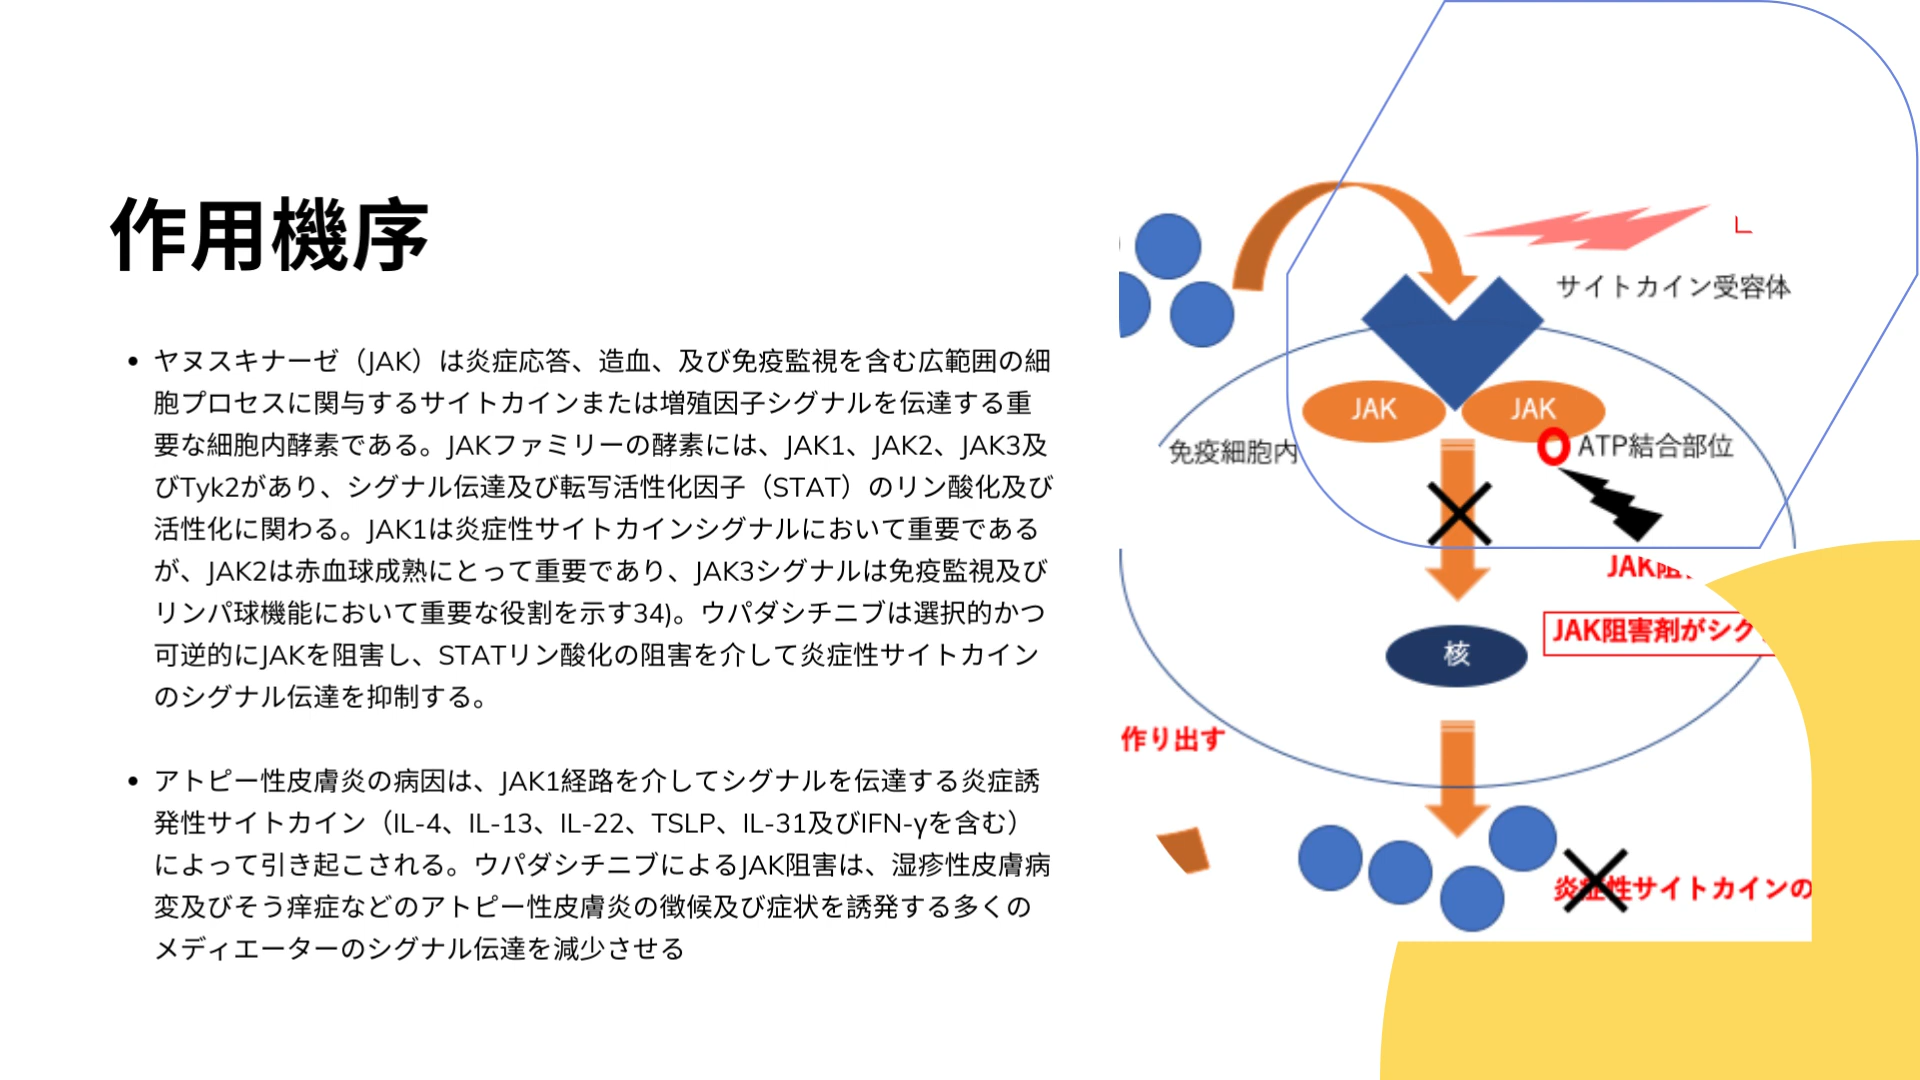 作用機序
• ヤヌスキナーゼ（JAK）は炎症応答、造血、及び免疫監視を含む広範囲の細
胞プロセスに関与するサイトカインまたは増殖因子シグナルを伝達する重
要な細胞内酵素である。JAKファミリーの酵素には、JAK1、JAK2、JAK3及
びTyk2があり、シグナル伝達及び転写活性化因子（STAT）のリン酸化及び
活性化に関わる。JAK1は炎症性サイトカインシグナルにおいて重要である
が、JAK2は赤血球成熟にとって重要であり、JAK3シグナルは免疫監視及び
リンパ球機能において重要な役割を示す34)。ウパダシチニブは選択的かつ
可逆的にJAKを阻害し、STATリン酸化の阻害を介して炎症性サイトカイン
のシグナル伝達を抑制する。
• アトピー性皮膚炎の病因は、JAK1経路を介してシグナルを伝達する炎症誘
発性サイトカイン（IL-4、IL-13、IL-22、TSLP、IL-31及びIFN-γを含む）
によって引き起こされる。ウパダシチニブによるJAK阻害は、湿疹性皮膚病
変及びそう痒症などのアトピー性皮膚炎の徴候及び症状を誘発する多くの
メディエーターのシグナル伝達を減少させる
サイトカイン受容体
JAK
JAK
免疫細胞内
ATP結合部位
JAK阻
JAK阻害剤がシグ
核
作り出す
炎症性サイトカインの